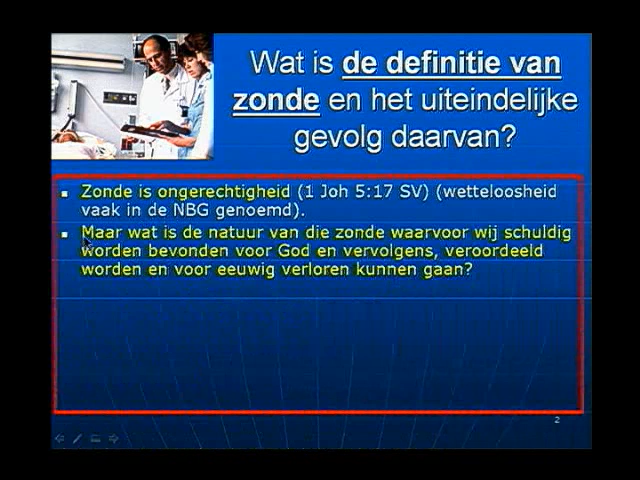 Wat is de definitie van
zonde en het uiteindelijke
gevolg daarvan?
Zonde is ongerechtigheid (1 Joh 5:17 SV) (wetteloosheid
vaak in de NBG genoemd).
Maar wat is de natuur van die zonde waarvoor wij schuldig
worden bevonden voor God en vervolgens, veroordeeld
worden en voor eeuwig verloren kunnen gaan?
2